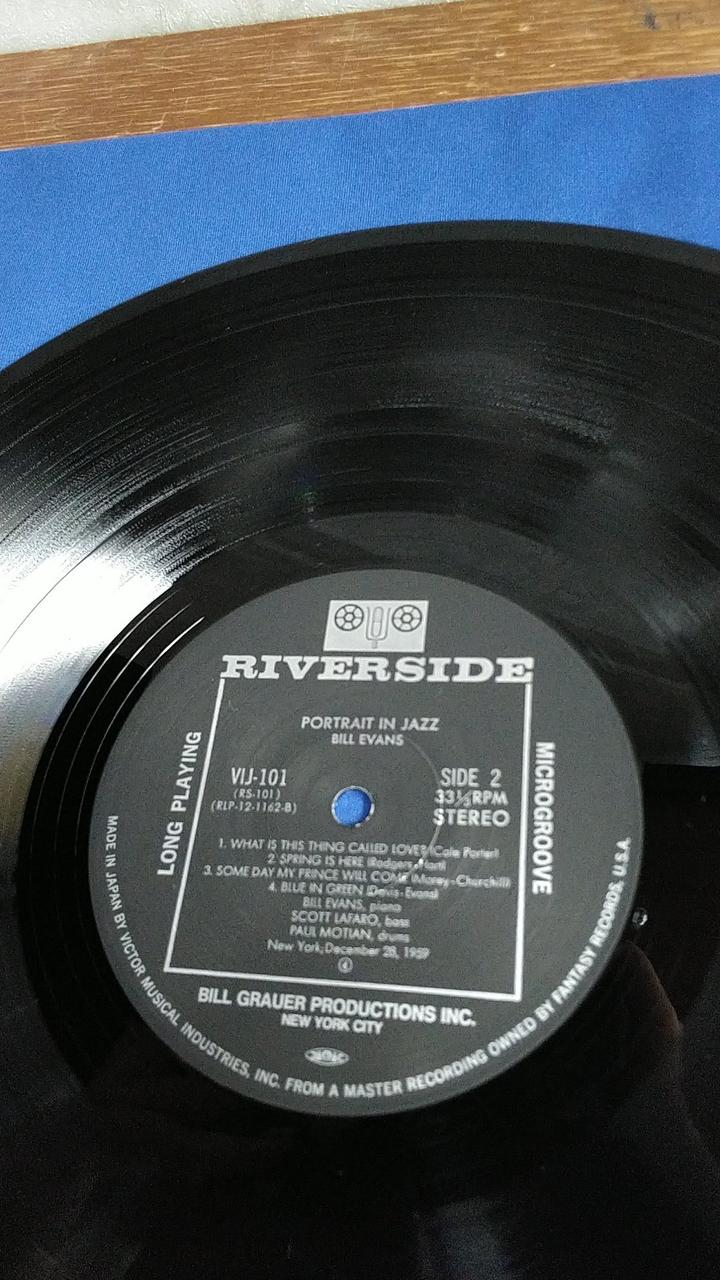 RIVERSIDE
PORTRAIT IN JAZZ
BILL EVANS
VIJ-101
(RS-101)
(RLP-12-1162-B)
SIDE 2
33⅓RPM
STEREO
LONG PLAYING
MICROGROOVE
1. WHAT IS THIS THING CALLED LOVE? (Cole Porter)
2. SPRING IS HERE (Rodgers-Hart)
3. SOME DAY MY PRINCE WILL COME (Morey-Churchill)
4. BLUE IN GREEN (Davis-Evans)
BILL EVANS, piano
SCOTT LAFARO, bass
PAUL MOTIAN, drums
New York; December 28, 1959
BILL GRAUER PRODUCTIONS INC.
NEW YORK CITY
MADE IN JAPAN BY VICTOR MUSICAL INDUSTRIES, INC. FROM A MASTER RECORDING OWNED BY FANTASY RECORDS, U.S.A.